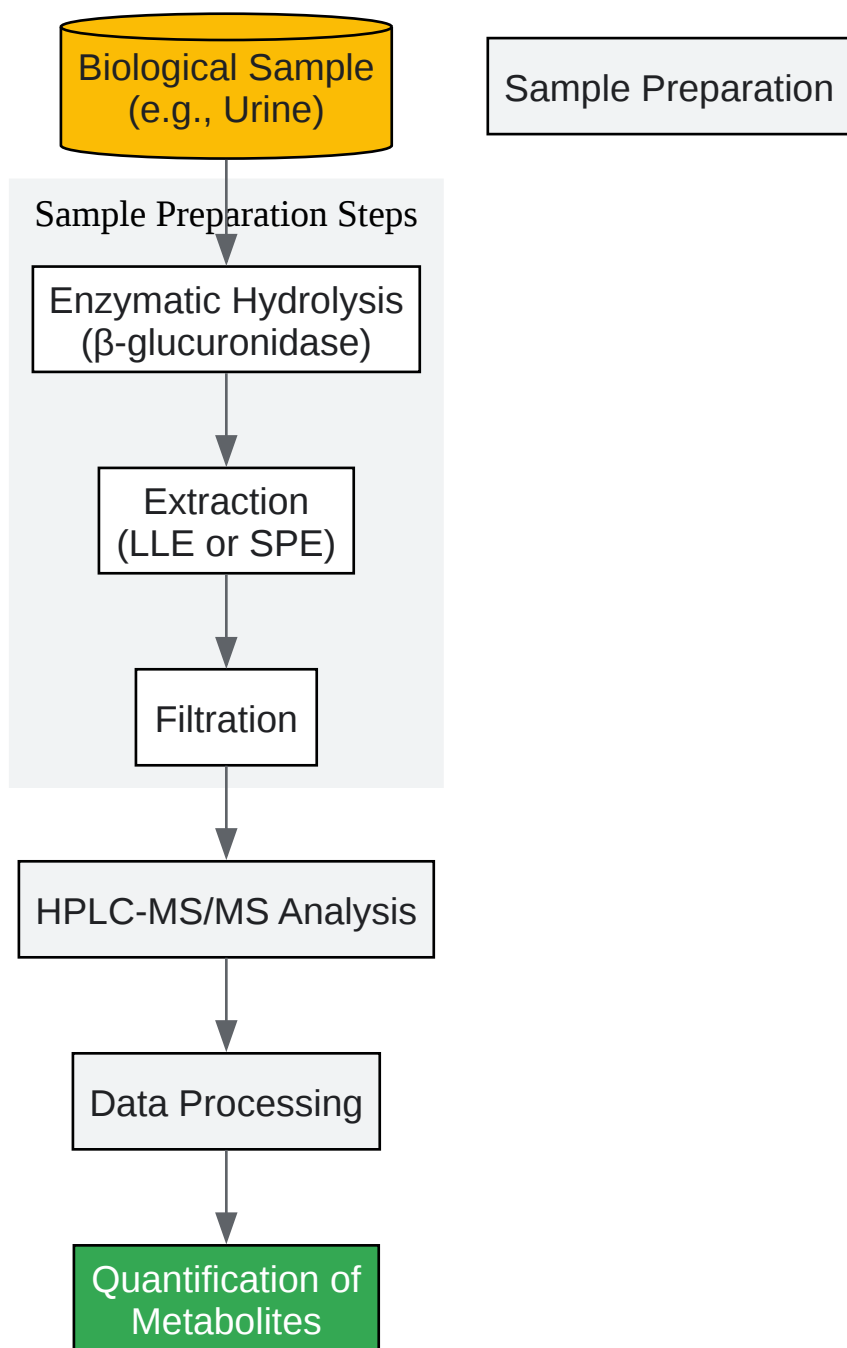 Biological Sample
(e.g., Urine)
Sample Preparation
Sample Preparation Steps
Enzymatic Hydrolysis
(β-glucuronidase)
Extraction
(LLE or SPE)
Filtration
HPLC-MS/MS Analysis
Data Processing
Quantification of
Metabolites